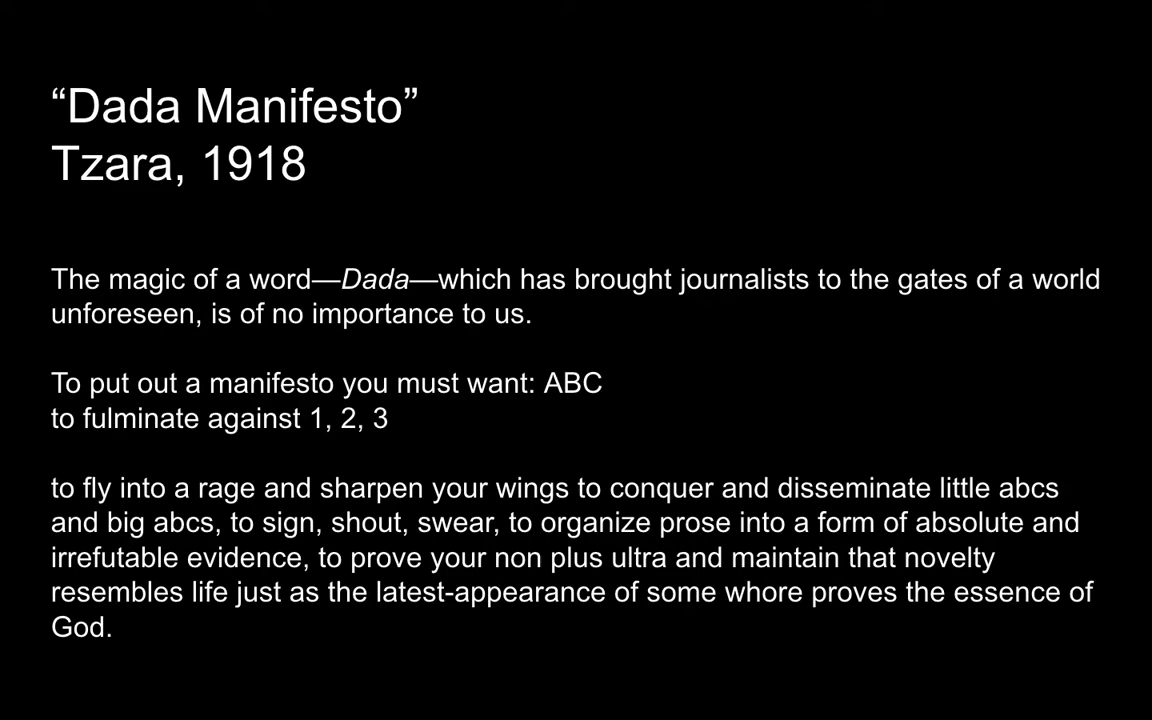 “Dada Manifesto”
Tzara, 1918
The magic of a word—Dada—which has brought journalists to the gates of a world
unforeseen, is of no importance to us.
To put out a manifesto you must want: ABC
to fulminate against 1, 2, 3
to fly into a rage and sharpen your wings to conquer and disseminate little abcs
and big abcs, to sign, shout, swear, to organize prose into a form of absolute and
irrefutable evidence, to prove your non plus ultra and maintain that novelty
resembles life just as the latest-appearance of some whore proves the essence of
God.